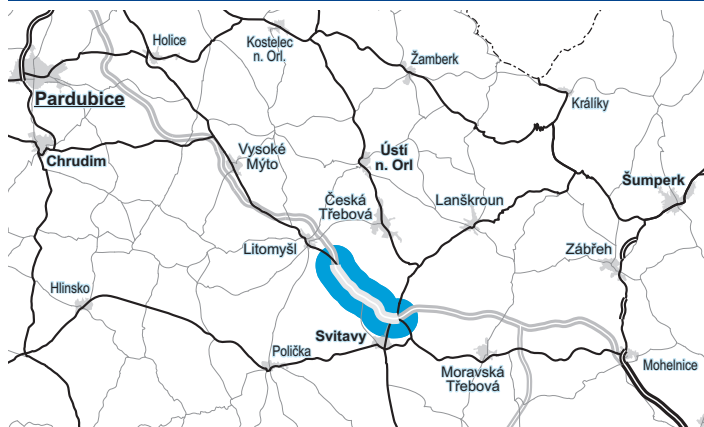 Holice
Kostelec
n. Orl.
Žamberk
Pardubice
Králíky
Chrudim
Vysoké
Mýto
Ústí
n. Orl
Šumperk
Česká
Třebová
Lanškroun
Litomyšl
Zábřeh
Hlinsko
Svitavy
Polička
Moravská
Třebová
Mohelnice